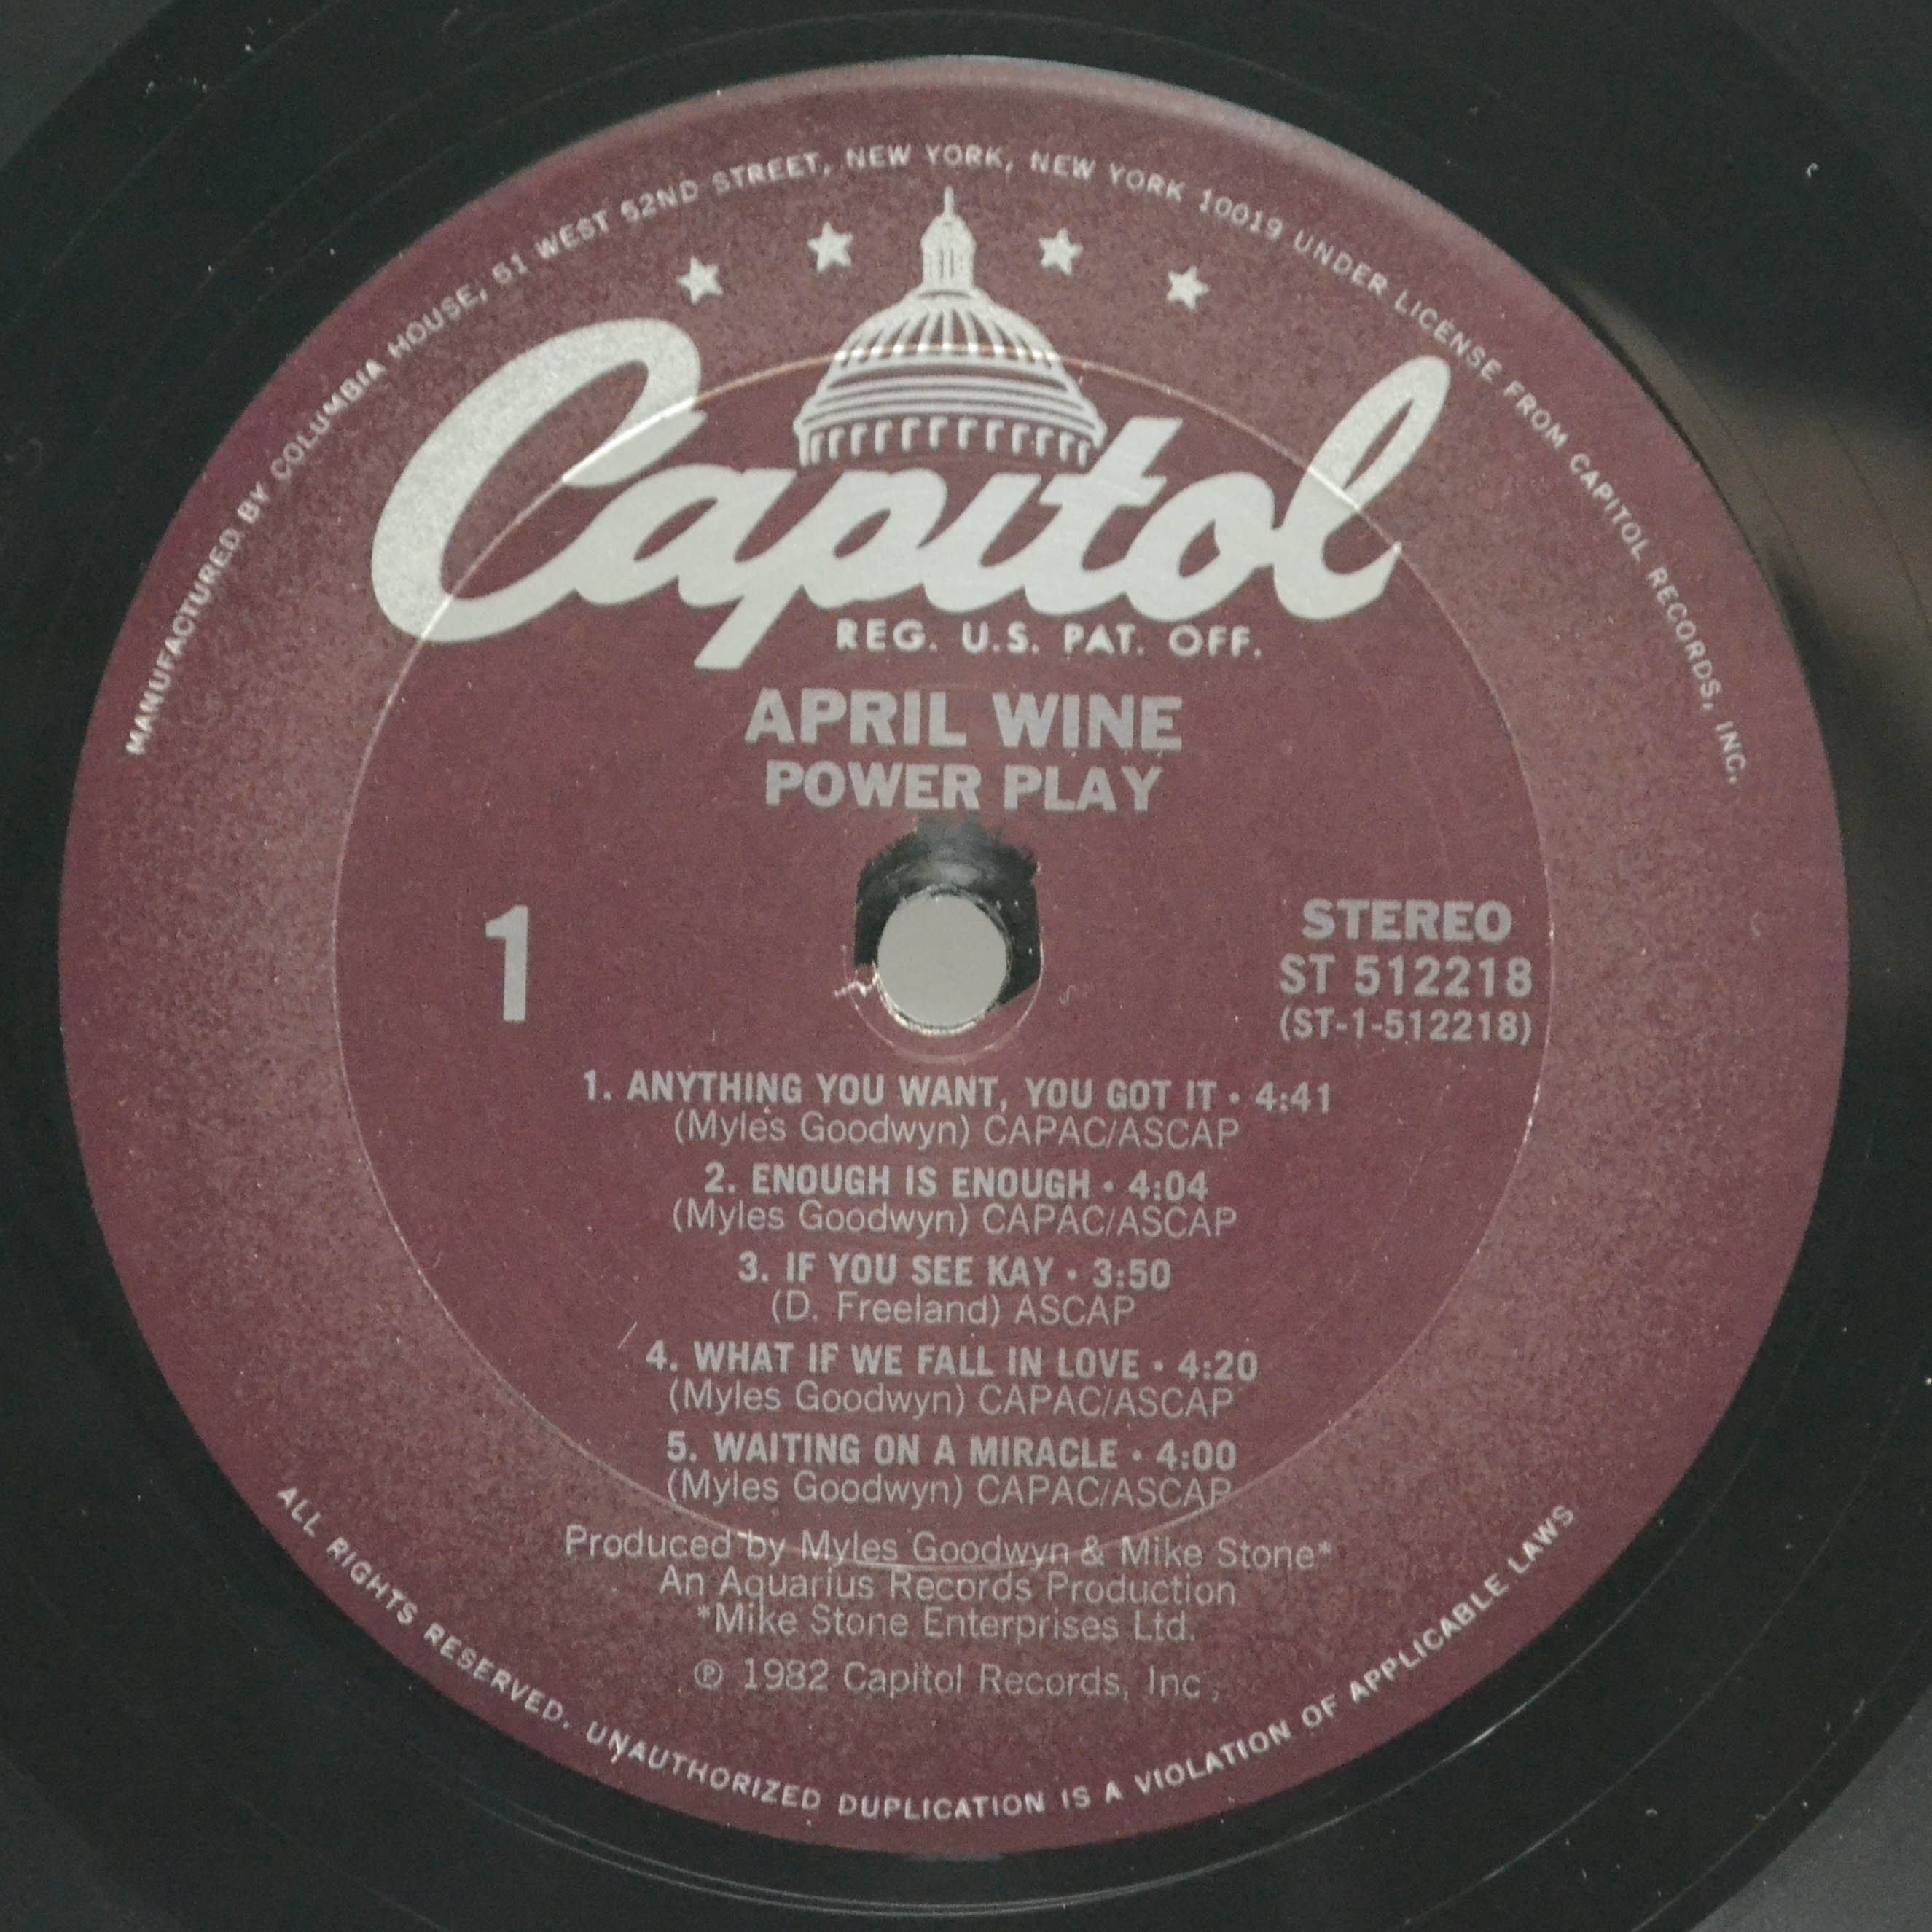 MANUFACTURED BY COLUMBIA HOUSE, 51 WEST 52ND STREET, NEW YORK, NEW YORK 10019 UNDER LICENSE FROM CAPITOL RECORDS, INC.
Capitol
REG. U.S. PAT. OFF.
APRIL WINE
POWER PLAY
1
STEREO
ST 512218
(ST-1-512218)
1. ANYTHING YOU WANT, YOU GOT IT • 4:41
(Myles Goodwyn) CAPAC/ASCAP
2. ENOUGH IS ENOUGH • 4:04
(Myles Goodwyn) CAPAC/ASCAP
3. IF YOU SEE KAY • 3:50
(D. Freeland) ASCAP
4. WHAT IF WE FALL IN LOVE • 4:20
(Myles Goodwyn) CAPAC/ASCAP
5. WAITING ON A MIRACLE • 4:00
(Myles Goodwyn) CAPAC/ASCAP
Produced by Myles Goodwyn & Mike Stone*
An Aquarius Records Production
*Mike Stone Enterprises Ltd.
℗ 1982 Capitol Records, Inc.
ALL RIGHTS RESERVED. UNAUTHORIZED DUPLICATION IS A VIOLATION OF APPLICABLE LAWS